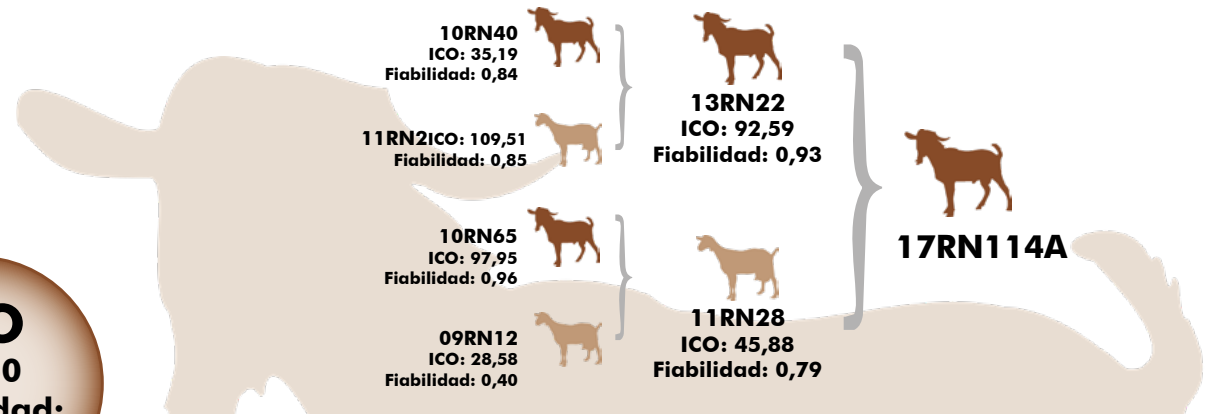 10RN40
ICO: 35,19
Fiabilidad: 0,84
11RN2ICO: 109,51
Fiabilidad: 0,85
13RN22
ICO: 92,59
Fiabilidad: 0,93
10RN65
ICO: 97,95
Fiabilidad: 0,96
09RN12
ICO: 28,58
Fiabilidad: 0,40
11RN28
ICO: 45,88
Fiabilidad: 0,79
17RN114A